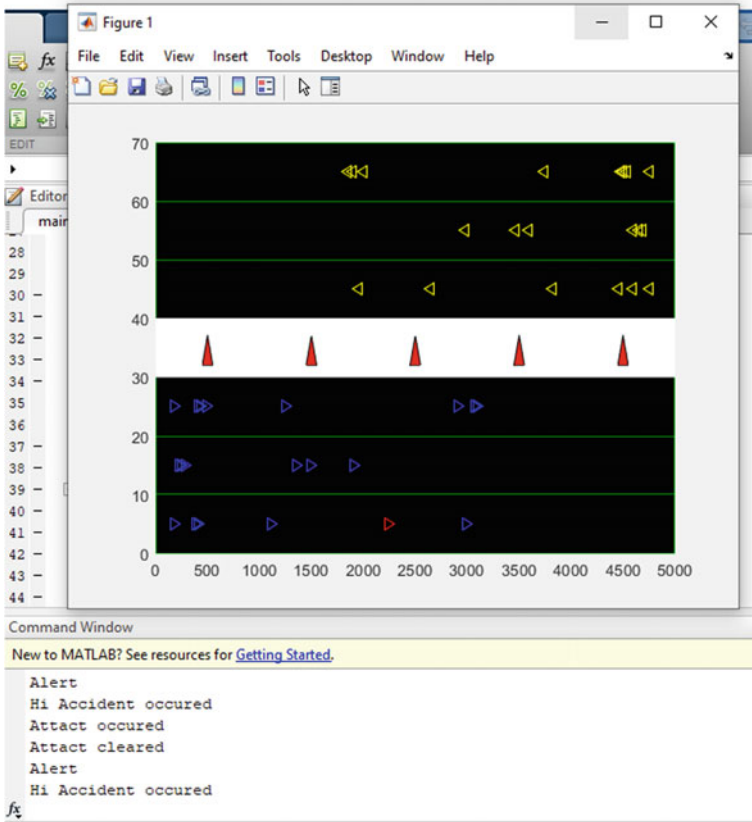 Figure 1
File Edit View Insert Tools Desktop Window Help
fx
EDIT
Editor
main
70
60
50
40
30
20
10
0
0 500 1000 1500 2000 2500 3000 3500 4000 4500 5000
28
29
30
31
32
33
34
35
36
37
38
39
40
41
42
43
44
Command Window
New to MATLAB? See resources for Getting Started.
Alert
Hi Accident occured
Attact occured
Attact cleared
Alert
Hi Accident occured
fx